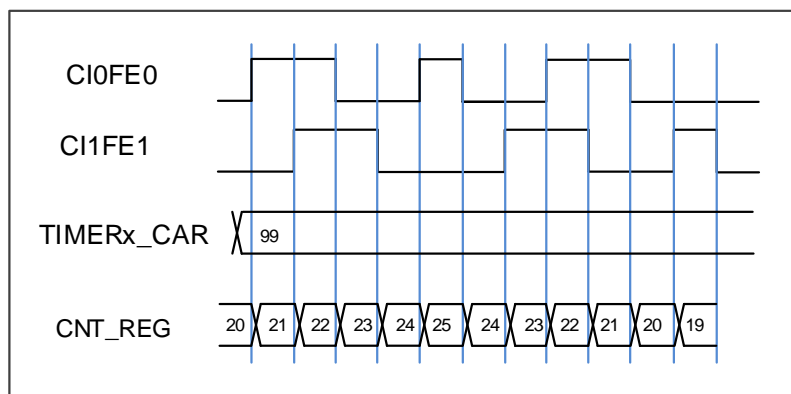 CI0FE0
CI1FE1
TIMERx_CAR 99
CNT_REG 20 21 22 23 24 25 24 23 22 21 20 19